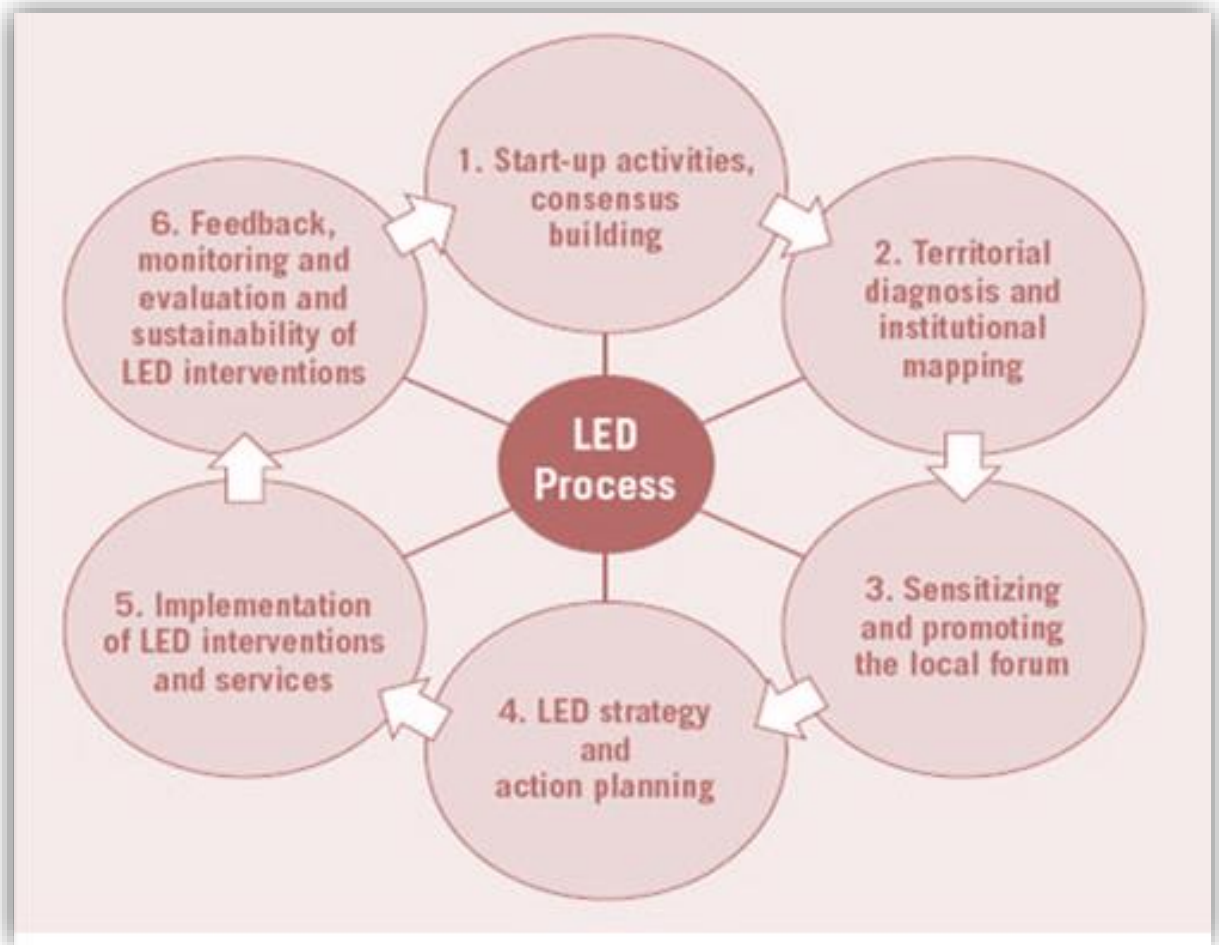 1. Start-up activities,
consensus
building
2. Territorial
diagnosis and
institutional
mapping
3. Sensitizing
and promoting
the local forum
4. LED strategy
and
action planning
5. Implementation
of LED interventions
and services
6. Feedback,
monitoring and
evaluation and
sustainability of
LED interventions
LED
Process